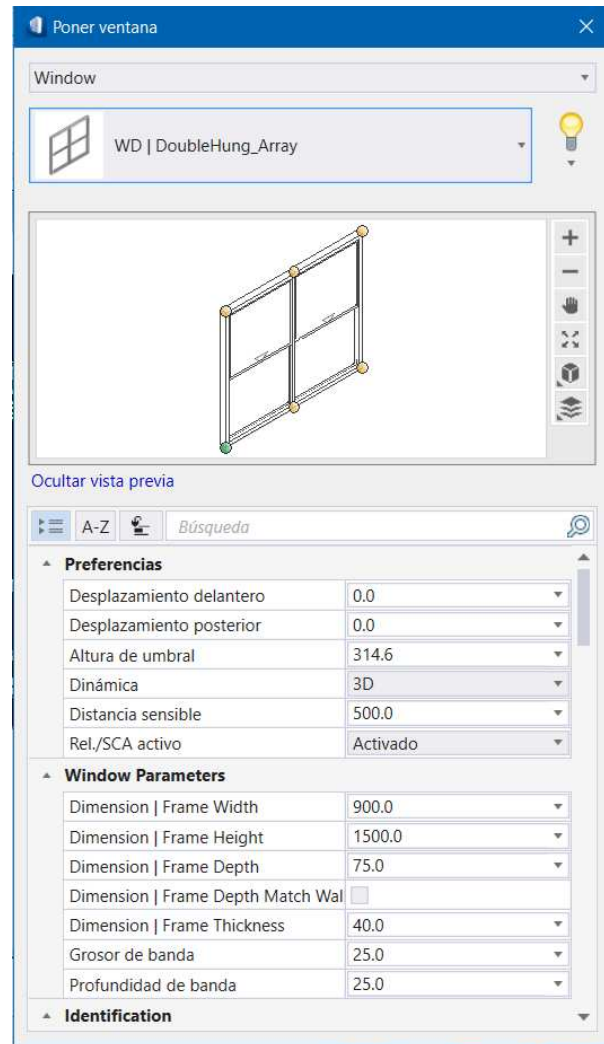 Poner ventana
Window
WD | DoubleHung_Array
Ocultar vista previa
A-Z Búsqueda
Preferencias
Desplazamiento delantero 0.0
Desplazamiento posterior 0.0
Altura de umbral 314.6
Dinámica 3D
Distancia sensible 500.0
Rel./SCA activo Activado
Window Parameters
Dimension | Frame Width 900.0
Dimension | Frame Height 1500.0
Dimension | Frame Depth 75.0
Dimension | Frame Depth Match Wal
Dimension | Frame Thickness 40.0
Grosor de banda 25.0
Profundidad de banda 25.0
Identification